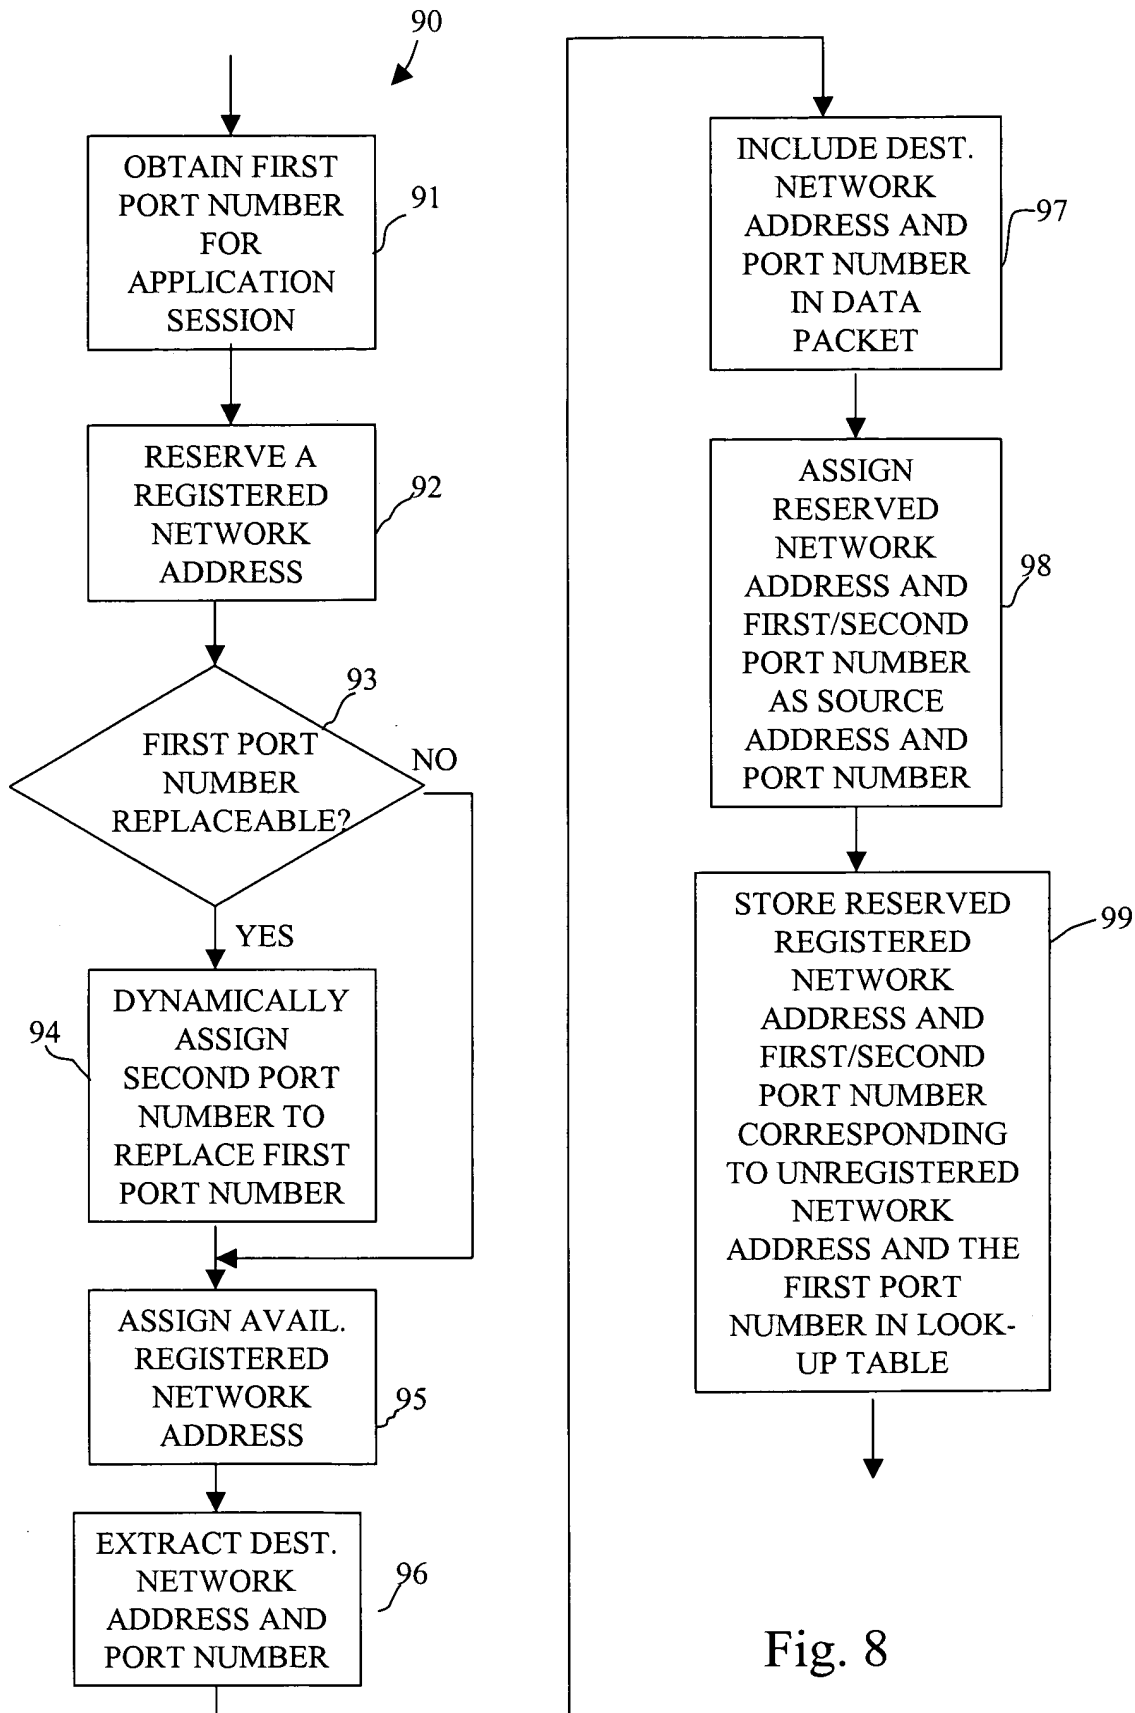 90
OBTAIN FIRST
PORT NUMBER
FOR
APPLICATION
SESSION
91
RESERVE A
REGISTERED
NETWORK
ADDRESS
92
93
FIRST PORT
NUMBER
REPLACEABLE?
NO
YES
DYNAMICALLY
ASSIGN
SECOND PORT
NUMBER TO
REPLACE FIRST
PORT NUMBER
94
ASSIGN AVAIL.
REGISTERED
NETWORK
ADDRESS
95
EXTRACT DEST.
NETWORK
ADDRESS AND
PORT NUMBER
96
INCLUDE DEST.
NETWORK
ADDRESS AND
PORT NUMBER
IN DATA
PACKET
97
ASSIGN
RESERVED
NETWORK
ADDRESS AND
FIRST/SECOND
PORT NUMBER
AS SOURCE
ADDRESS AND
PORT NUMBER
98
STORE RESERVED
REGISTERED
NETWORK
ADDRESS AND
FIRST/SECOND
PORT NUMBER
CORRESPONDING
TO UNREGISTERED
NETWORK
ADDRESS AND THE
FIRST PORT
NUMBER IN LOOK-
UP TABLE
99
Fig. 8